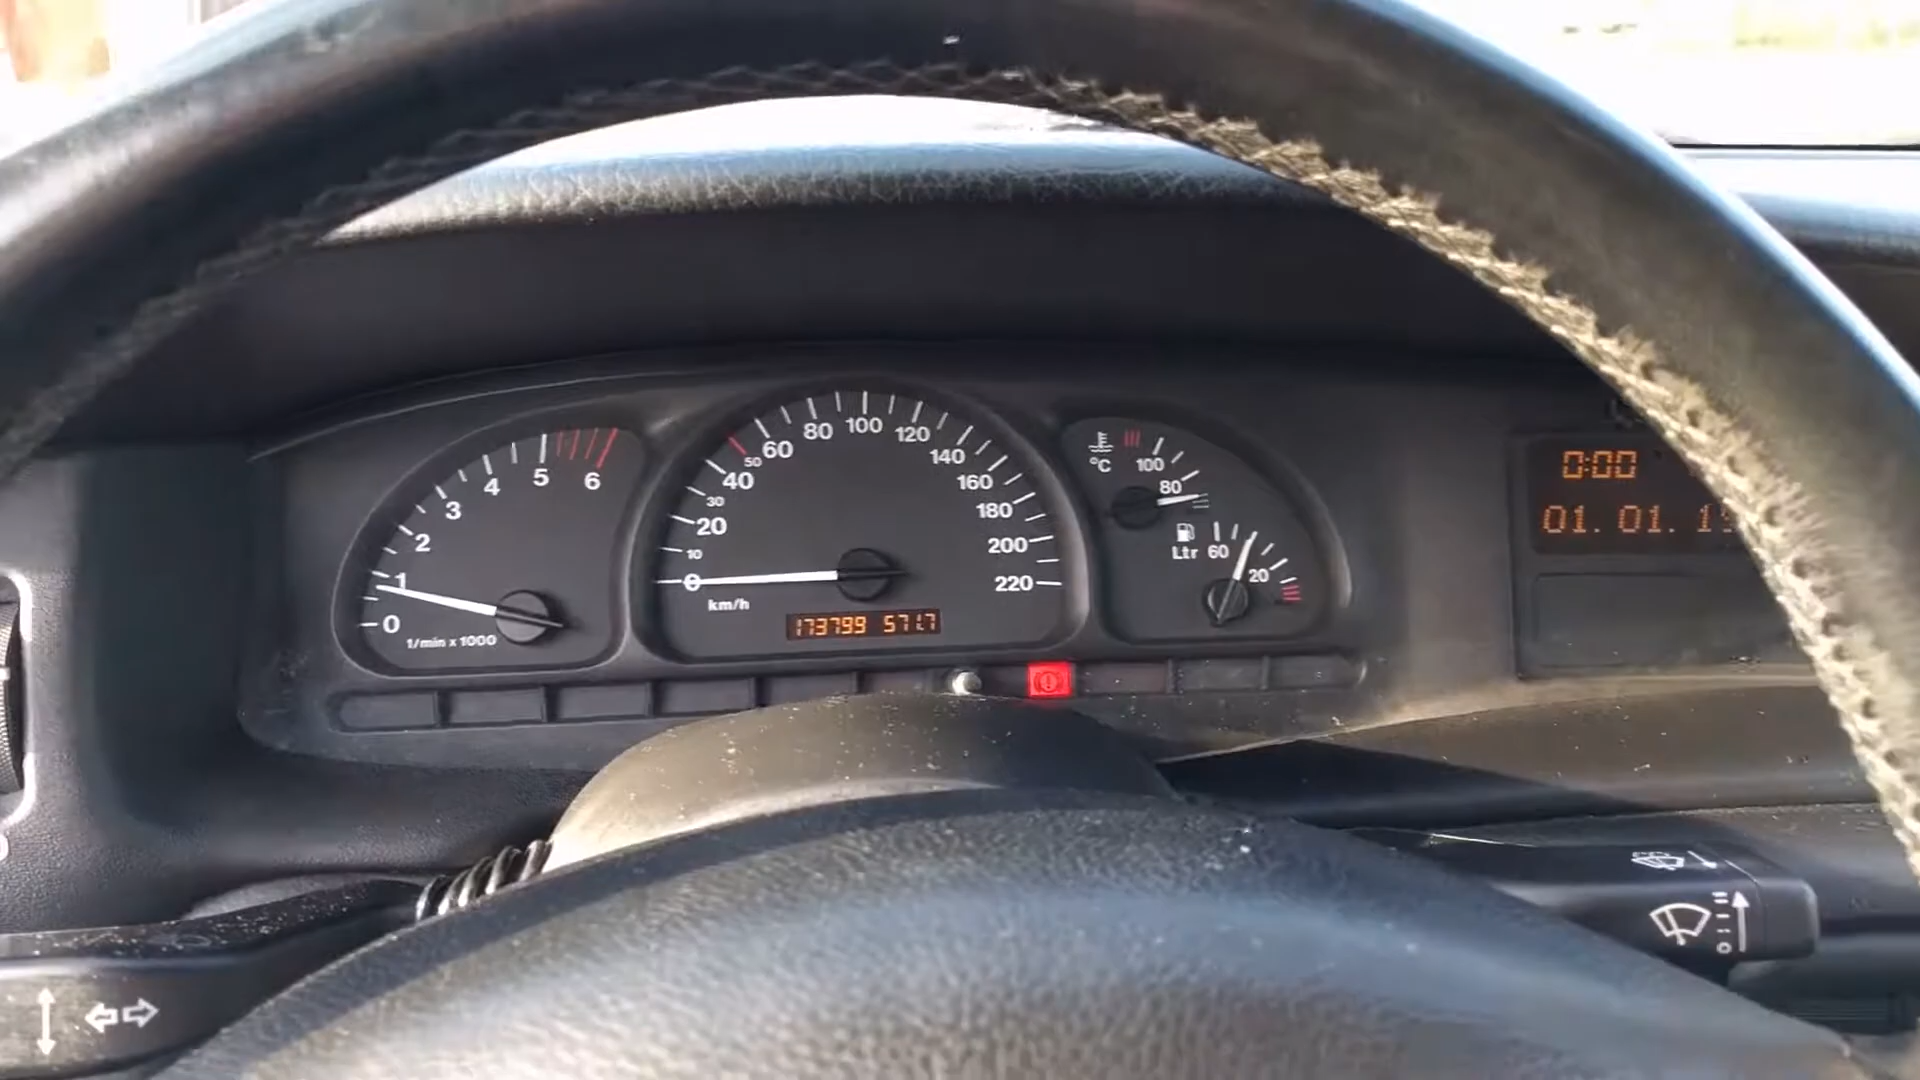 0 1 2 3 4 5 6
1/min x 1000
0 10 20 30 40 50 60 80 100 120 140 160 180 200 220
km/h
173799 571.7
°C 100 80
Ltr 60 20
0:00
01. 01. 1
II
I
0